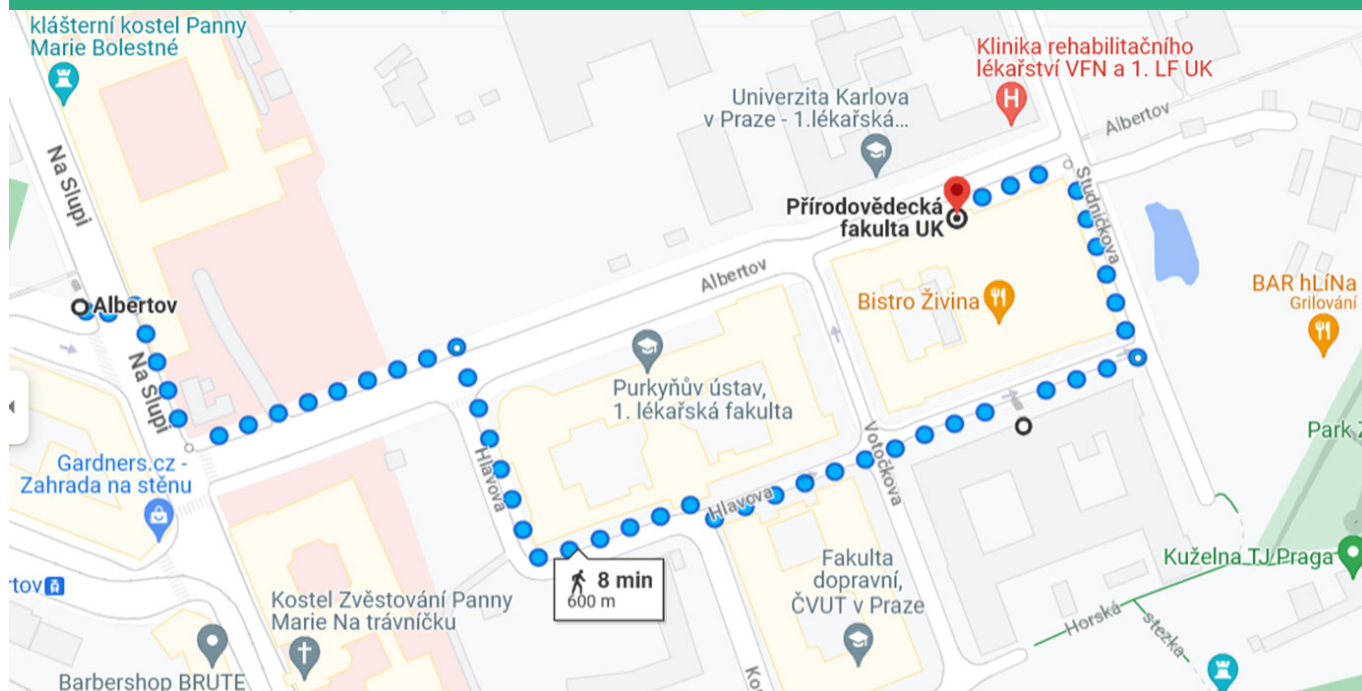 klášterní kostel Panny
Marie Bolestné
Klinika rehabilitačního
lékařství VFN a 1. LF UK
Univerzita Karlova
v Praze - 1.lékařská...
Albertov
Na Slupi
Studničkova
Přírodovědecká
fakulta UK
Albertov
BAR hLíNa
Grilování
Bistro Živina
Albertov
Na Slupi
Purkyňův ústav,
1. lékařská fakulta
Park
Votočkova
Hlavova
Gardners.cz -
Zahrada na stěnu
Hlavova
Fakulta
dopravní,
ČVUT v Praze
Kuželna TJ Praga
8 min
600 m
tov
Kostel Zvěstování Panny
Marie Na trávníčku
Horská
stezka
Barbershop BRUTE